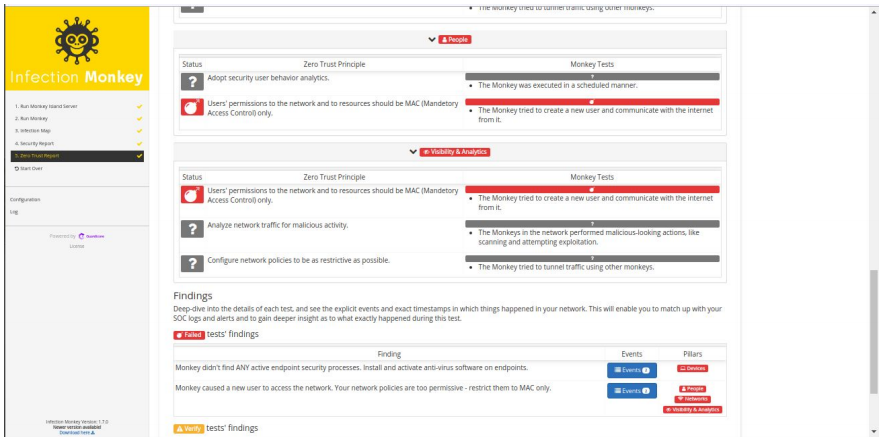 The Monkey tried to tunnel traffic using other monkeys.
Infection Monkey
1. Run Monkey Island Server
2. Run Monkey
3. Infection Map
4. Security Report
5. Zero Trust Report
Start Over
Configuration
Log
Powered by Guardicore
License
Infection Monkey Version: 1.7.0
Newer version available!
Download here
People
Status Zero Trust Principle Monkey Tests
? Adopt security user behavior analytics.
?
• The Monkey was executed in a scheduled manner.
Users' permissions to the network and to resources should be MAC (Mandetory
Access Control) only.
• The Monkey tried to create a new user and communicate with the internet
from it.
Visibility & Analytics
Status Zero Trust Principle Monkey Tests
Users' permissions to the network and to resources should be MAC (Mandetory
Access Control) only.
• The Monkey tried to create a new user and communicate with the internet
from it.
? Analyze network traffic for malicious activity.
?
• The Monkeys in the network performed malicious-looking actions, like
scanning and attempting exploitation.
? Configure network policies to be as restrictive as possible.
?
• The Monkey tried to tunnel traffic using other monkeys.
Findings
Deep-dive into the details of each test, and see the explicit events and exact timestamps in which things happened in your network. This will enable you to match up with your
SOC logs and alerts and to gain deeper insight as to what exactly happened during this test.
Failed tests' findings
Finding Events Pillars
Monkey didn't find ANY active endpoint security processes. Install and activate anti-virus software on endpoints. Events Devices
Monkey caused a new user to access the network. Your network policies are too permissive - restrict them to MAC only. Events People
Networks
Visibility & Analytics
Verify tests' findings